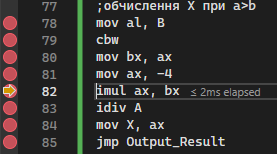 77 ;обчислення X при a>b
78 mov al, B
79 cbw
80 mov bx, ax
81 mov ax, -4
82 imul ax, bx ≤ 2ms elapsed
83 idiv A
84 mov X, ax
85 jmp Output_Result